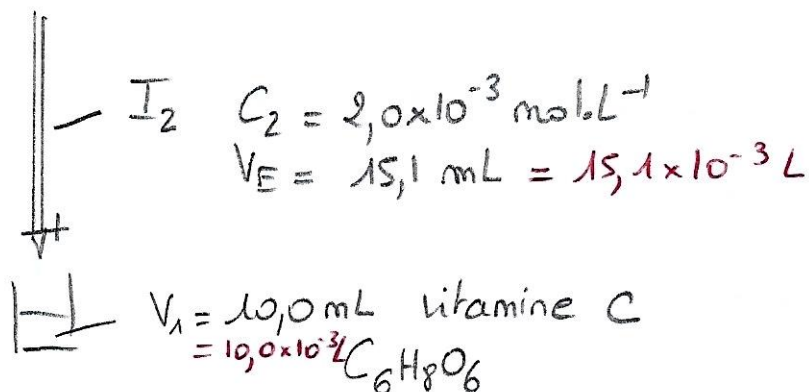 I₂ C₂ = 2,0×10⁻³ mol.L⁻¹
V_E = 15,1 mL = 15,1×10⁻³ L
V₁ = 10,0 mL vitamine C
= 10,0×10⁻³L C₆H₈O₆